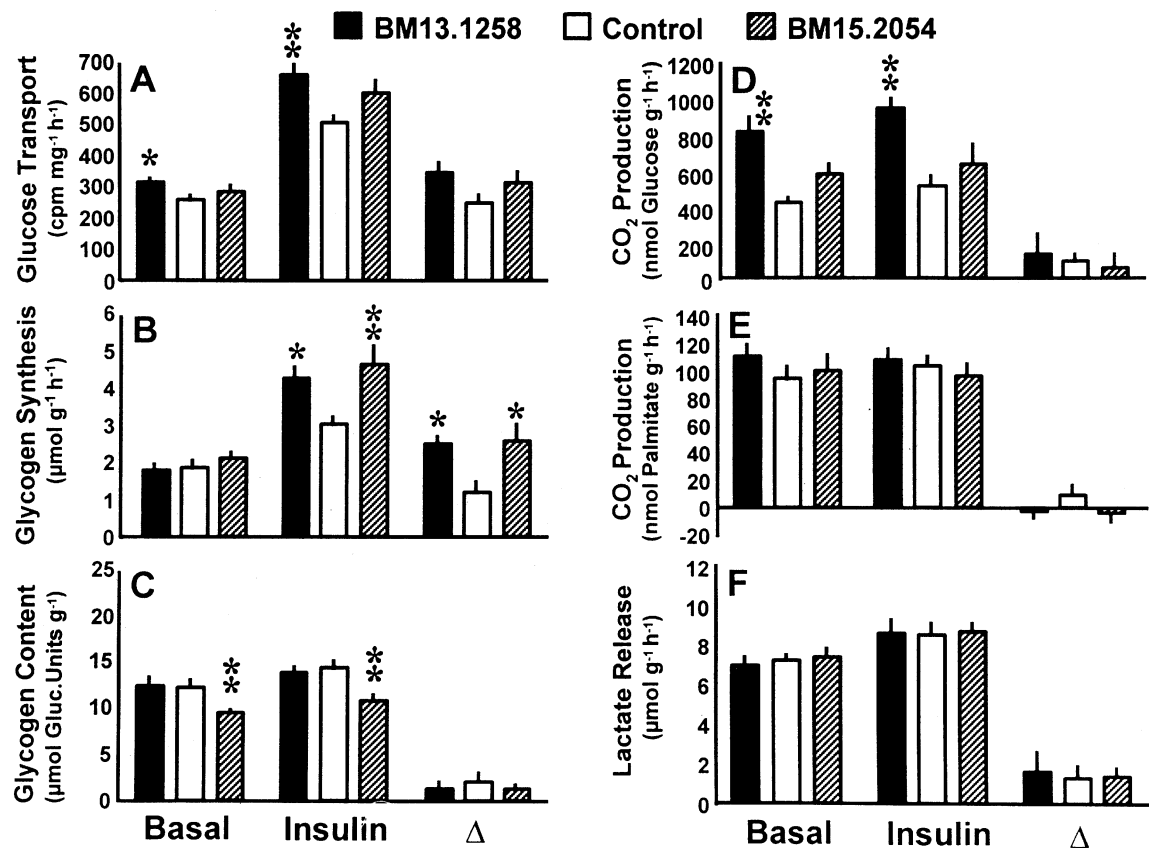 BM13.1258 Control BM15.2054
A
Glucose Transport
(cpm mg⁻¹ h⁻¹)
700
600
500
400
300
200
100
0
*
**
B
Glycogen Synthesis
(µmol g⁻¹ h⁻¹)
6
5
4
3
2
1
0
*
**
*
*
C
Glycogen Content
(µmol Gluc.Units g⁻¹)
25
20
15
10
5
0
**
**
Basal Insulin Δ
D
CO₂ Production
(nmol Glucose g⁻¹ h⁻¹)
1200
1000
800
600
400
200
0
**
**
E
CO₂ Production
(nmol Palmitate g⁻¹ h⁻¹)
140
120
100
80
60
40
20
0
-20
F
Lactate Release
(µmol g⁻¹ h⁻¹)
12
10
8
6
4
2
0
Basal Insulin Δ